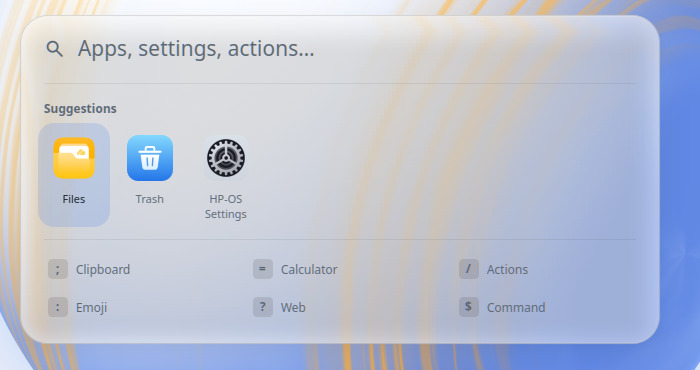 Apps, settings, actions...
Suggestions
Files
Trash
HP-OS
Settings
; Clipboard
= Calculator
/ Actions
: Emoji
? Web
$ Command